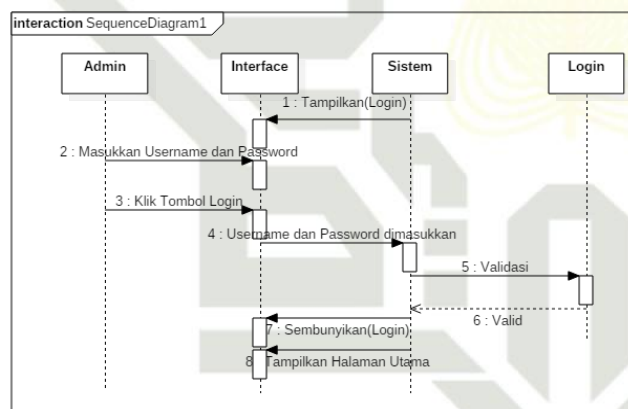 interaction SequenceDiagram1
Admin
Interface
Sistem
Login
1 : Tampilkan(Login)
2 : Masukkan Username dan Password
3 : Klik Tombol Login
4 : Username dan Password dimasukkan
5 : Validasi
6 : Valid
7 : Sembunyikan(Login)
8 : Tampilkan Halaman Utama